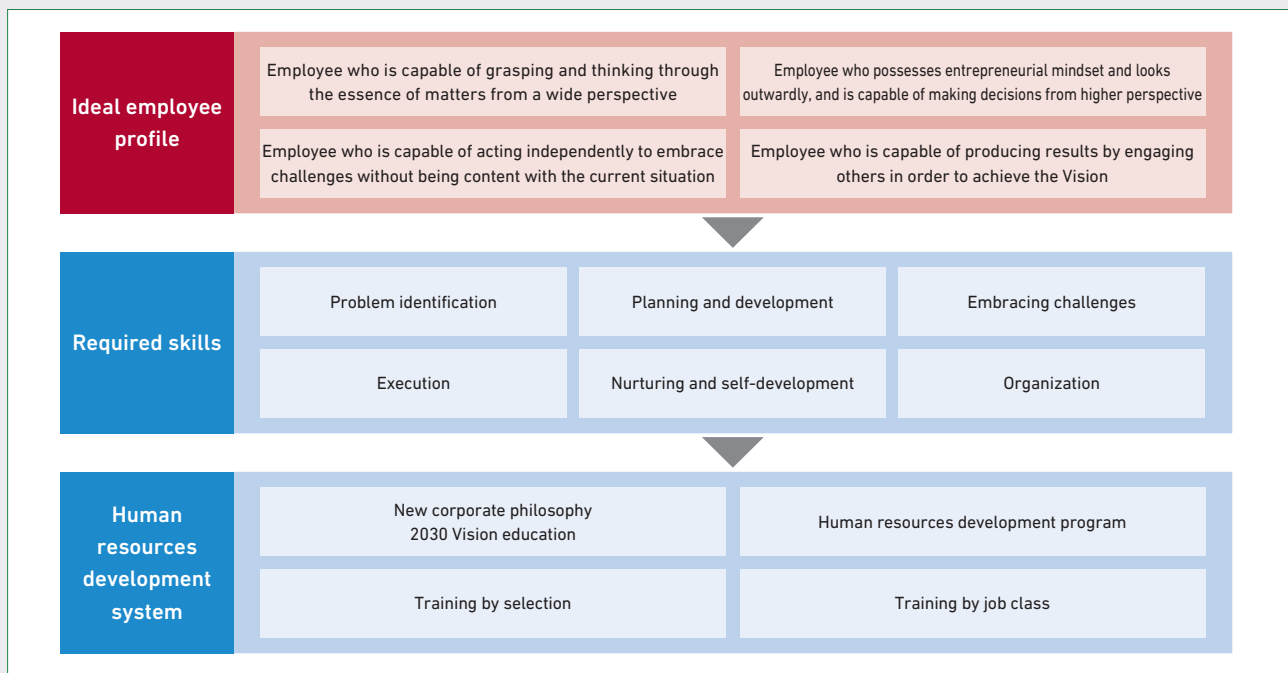 Ideal employee
profile
Employee who is capable of grasping and thinking through
the essence of matters from a wide perspective
Employee who possesses entrepreneurial mindset and looks
outwardly, and is capable of making decisions from higher perspective
Employee who is capable of acting independently to embrace
challenges without being content with the current situation
Employee who is capable of producing results by engaging
others in order to achieve the Vision
Required skills
Problem identification
Planning and development
Embracing challenges
Execution
Nurturing and self-development
Organization
Human
resources
development
system
New corporate philosophy
2030 Vision education
Human resources development program
Training by selection
Training by job class